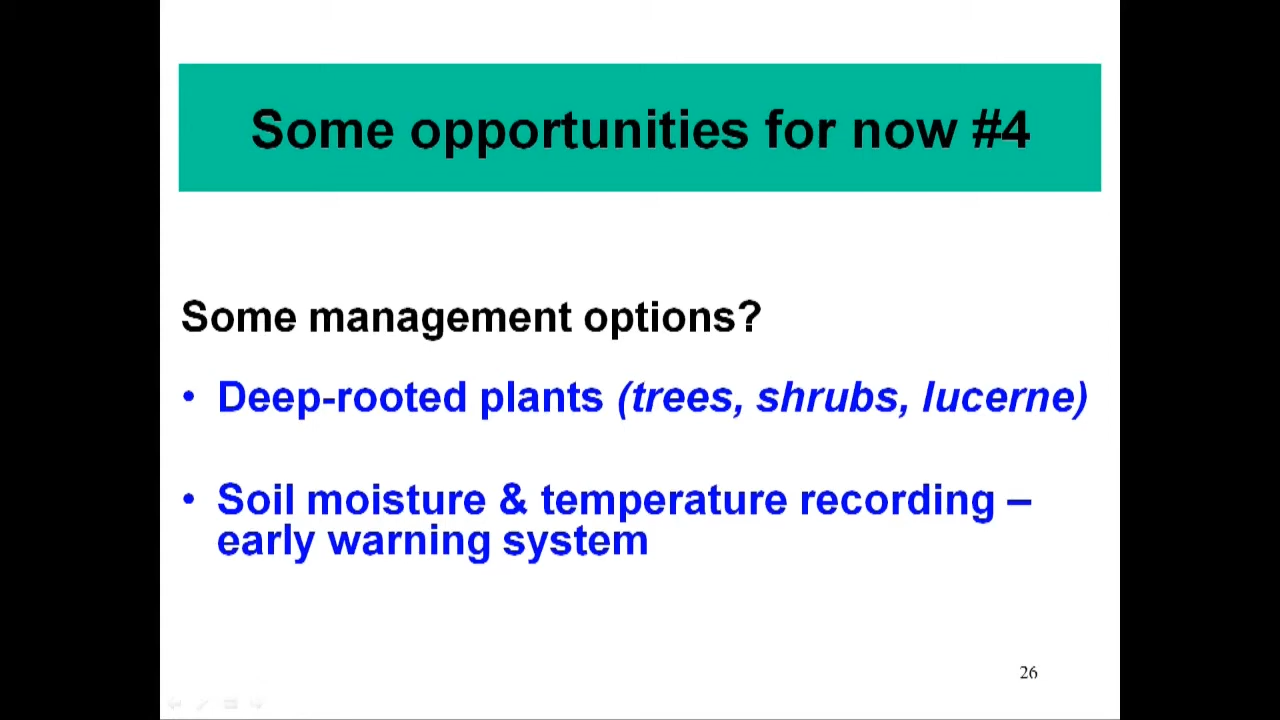 Some opportunities for now #4
Some management options?
• Deep-rooted plants (trees, shrubs, lucerne)
• Soil moisture & temperature recording –
early warning system
26